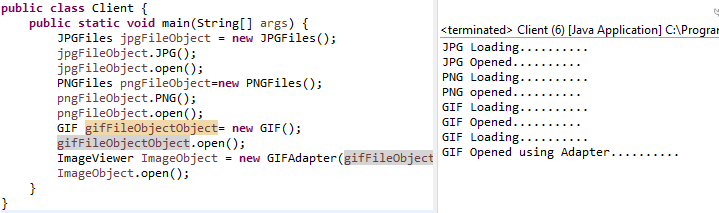 public class Client {
public static void main(String[] args) {
JPGFiles jpgFileObject = new JPGFiles();
jpgFileObject.JPG();
jpgFileObject.open();
PNGFiles pngFileObject=new PNGFiles();
pngFileObject.PNG();
pngFileObject.open();
GIF gifFileObjectObject= new GIF();
gifFileObjectObject.open();
ImageViewer ImageObject = new GIFAdapter(gifFileObject
ImageObject.open();
}
}
<terminated> Client (6) [Java Application] C:\Progra
JPG Loading..........
JPG Opened..........
PNG Loading..........
PNG opened..........
GIF Loading..........
GIF Opened..........
GIF Loading..........
GIF Opened using Adapter..........